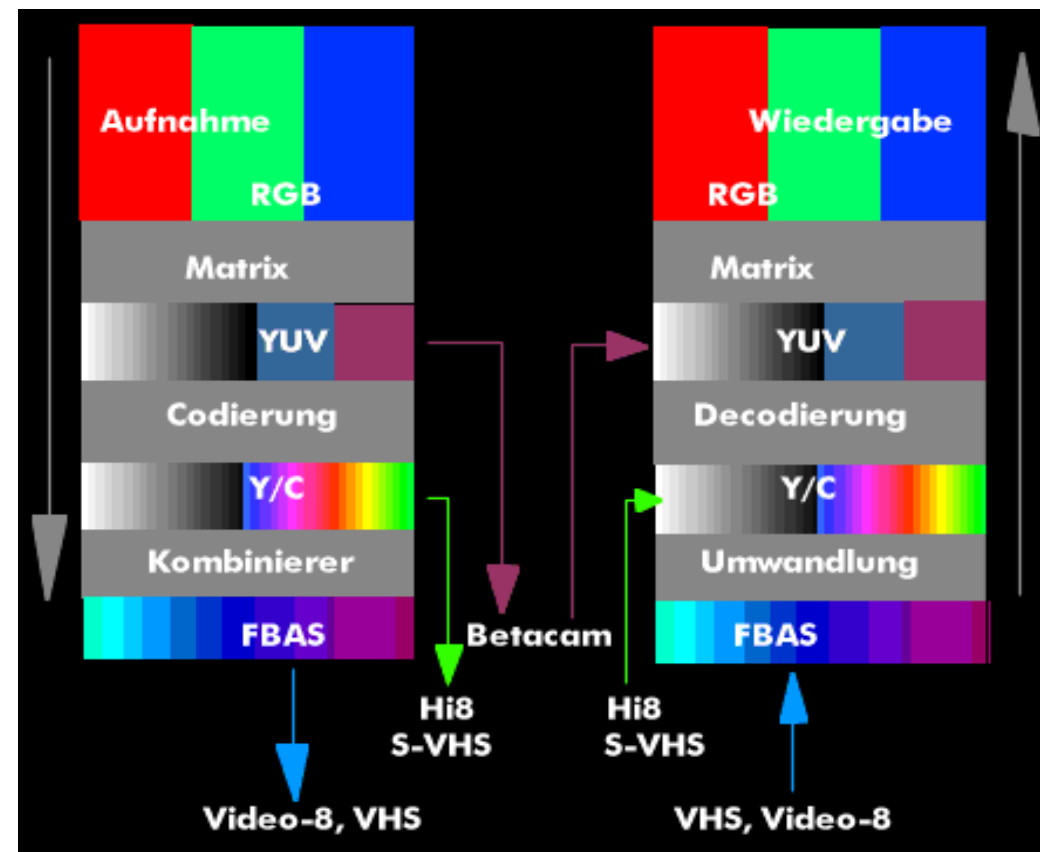 Aufnahme
RGB
Matrix
YUV
Codierung
Y/C
Kombinierer
FBAS
Video-8, VHS
Hi8
S-VHS
Betacam
Wiedergabe
RGB
Matrix
YUV
Decodierung
Y/C
Umwandlung
FBAS
Hi8
S-VHS
VHS, Video-8